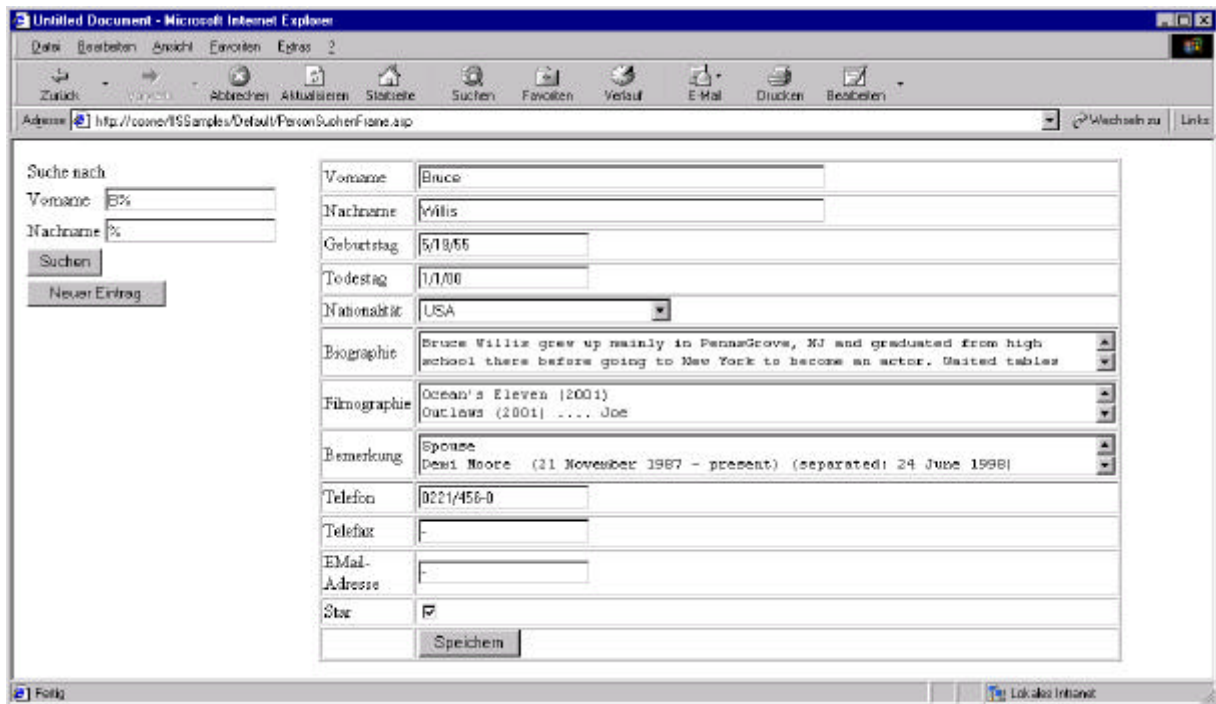 Untitled Document - Microsoft Internet Explorer
Datei Bearbeiten Ansicht Favoriten Extras ?
Zurück Vorwärts Abbrechen Aktualisieren Startseite Suchen Favoriten Verlauf E-Mail Drucken Bearbeiten
Adresse http://cosne/IISSamples/Default/PersonSuchenFrame.asp Wechseln zu Links
Suche nach
Vorname B%
Nachname %
Suchen
Neuer Eintrag
Vorname Bruce
Nachname Willis
Geburtstag 5/19/55
Todestag 1/1/00
Nationalität USA
Biographie Bruce Willis grew up mainly in PennsGrove, NJ and graduated from high
school there before going to New York to become an actor. Waited tables
Filmographie Ocean's Eleven (2001)
Outlaws (2001) .... Joe
Bemerkung Spouse
Demi Moore (21 November 1987 - present) (separated: 24 June 1998)
Telefon 0221/456-0
Telefax -
EMail-
Adresse -
Star
Speichern
Fertig Lokales Intranet